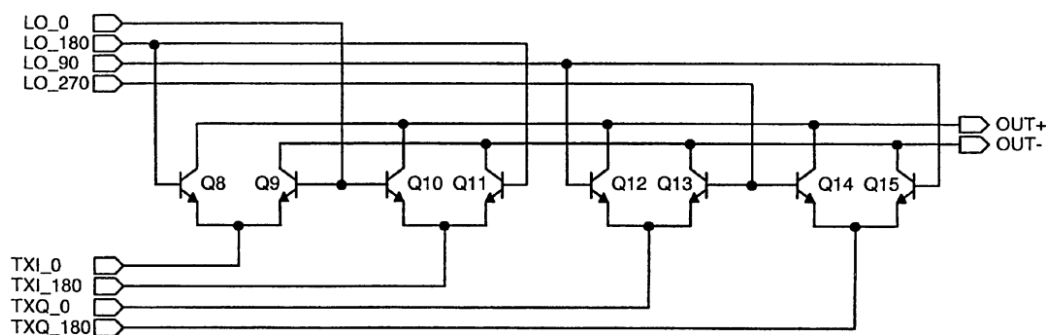 LO_0
LO_180
LO_90
LO_270
OUT+
OUT-
Q8 Q9 Q10 Q11 Q12 Q13 Q14 Q15
TXI_0
TXI_180
TXQ_0
TXQ_180